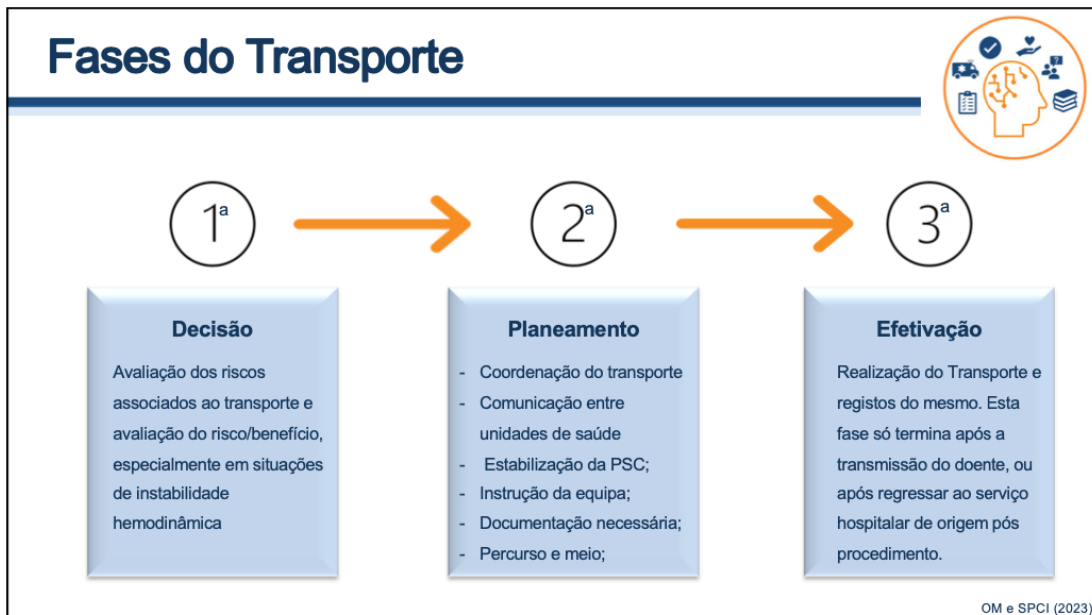 Fases do Transporte
1ª
2ª
3ª
Decisão
Avaliação dos riscos
associados ao transporte e
avaliação do risco/benefício,
especialmente em situações
de instabilidade
hemodinâmica
Planeamento
- Coordenação do transporte
- Comunicação entre
unidades de saúde
- Estabilização da PSC;
- Instrução da equipa;
- Documentação necessária;
- Percurso e meio;
Efetivação
Realização do Transporte e
registos do mesmo. Esta
fase só termina após a
transmissão do doente, ou
após regressar ao serviço
hospitalar de origem pós
procedimento.
OM e SPCI (2023)